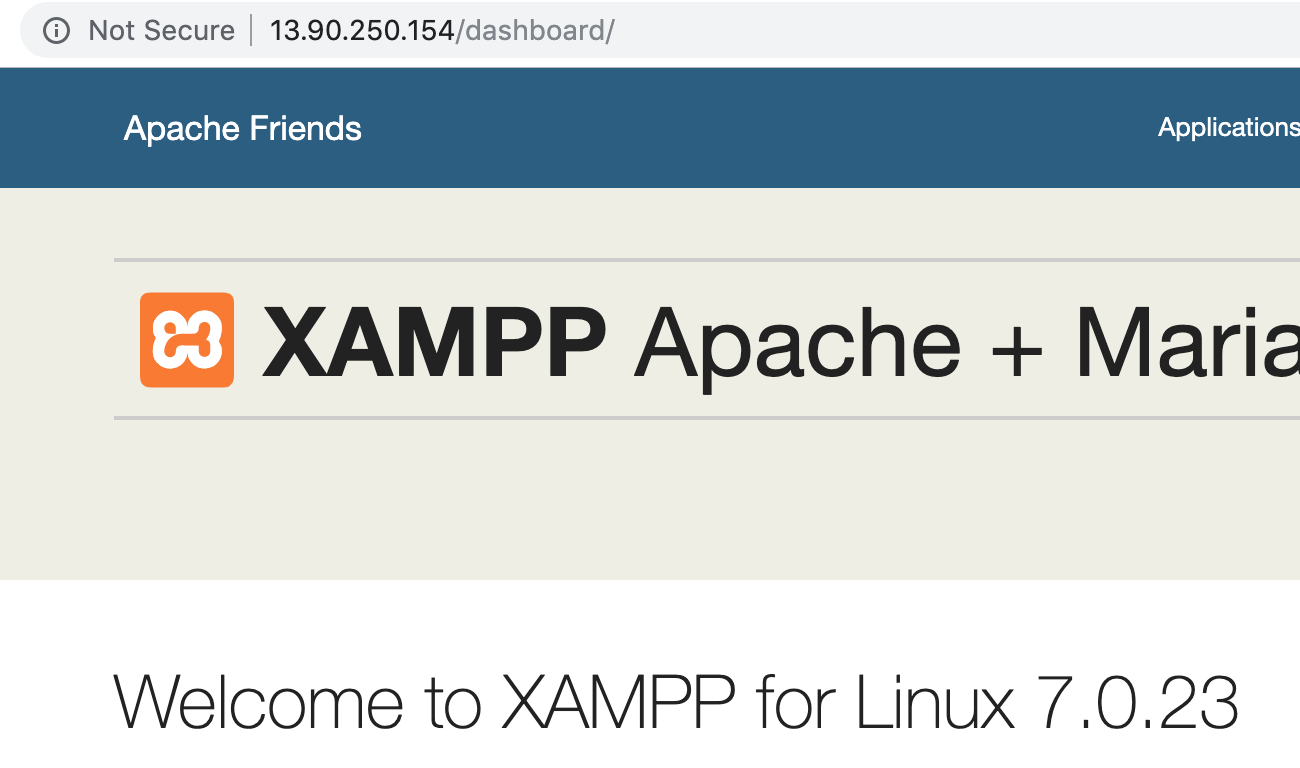 Not Secure | 13.90.250.154/dashboard/
Apache Friends Applications
XAMPP Apache + Maria
Welcome to XAMPP for Linux 7.0.23